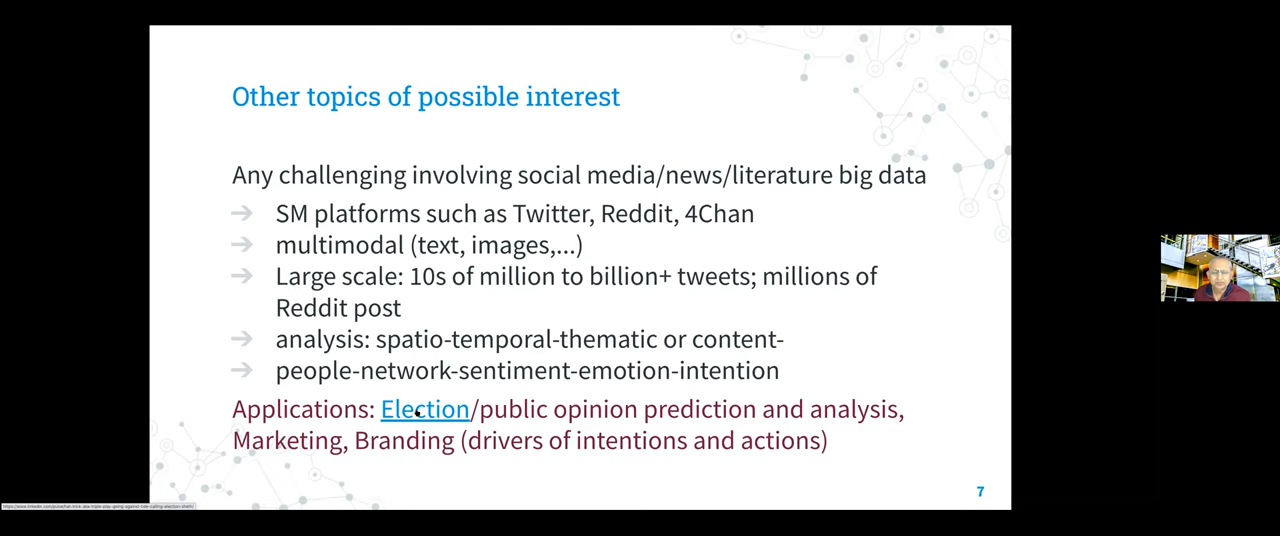 Other topics of possible interest
Any challenging involving social media/news/literature big data
➔ SM platforms such as Twitter, Reddit, 4Chan
➔ multimodal (text, images,...)
➔ Large scale: 10s of million to billion+ tweets; millions of
Reddit post
➔ analysis: spatio-temporal-thematic or content-
➔ people-network-sentiment-emotion-intention
Applications: Election/public opinion prediction and analysis,
Marketing, Branding (drivers of intentions and actions)
7